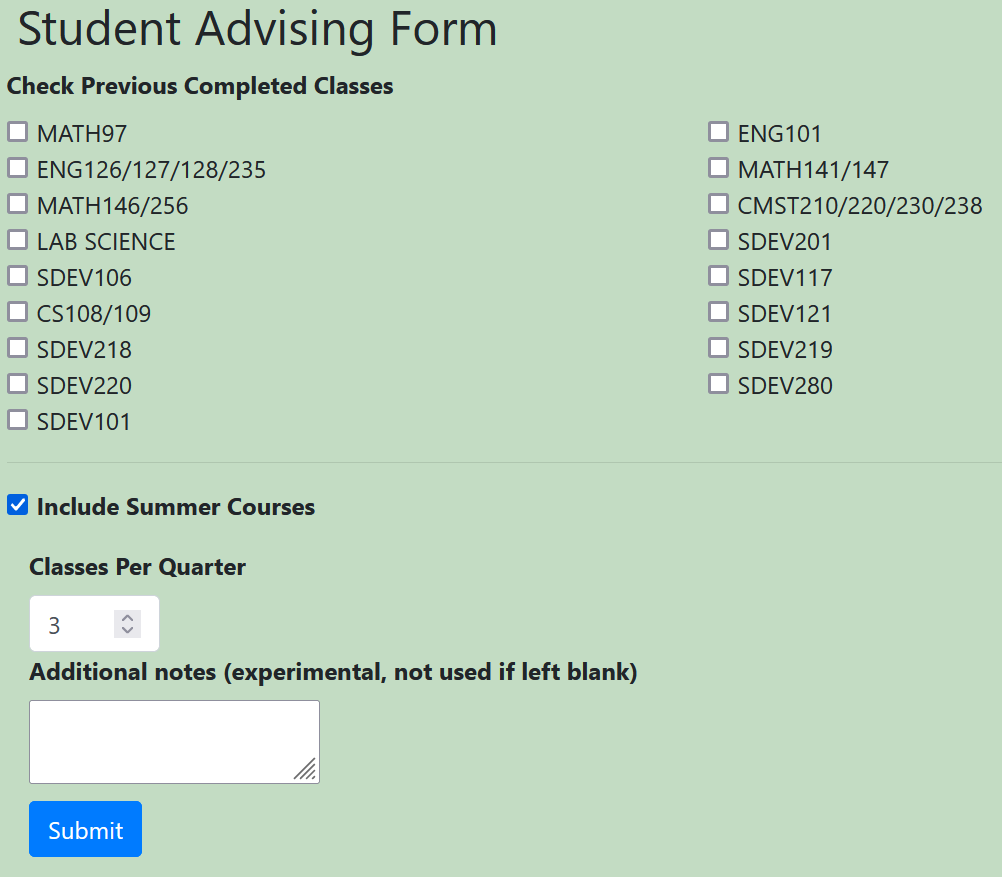 Student Advising Form
Check Previous Completed Classes
MATH97
ENG101
ENG126/127/128/235
MATH141/147
MATH146/256
CMST210/220/230/238
LAB SCIENCE
SDEV201
SDEV106
SDEV117
CS108/109
SDEV121
SDEV218
SDEV219
SDEV220
SDEV280
SDEV101
Include Summer Courses
Classes Per Quarter
3
Additional notes (experimental, not used if left blank)
Submit